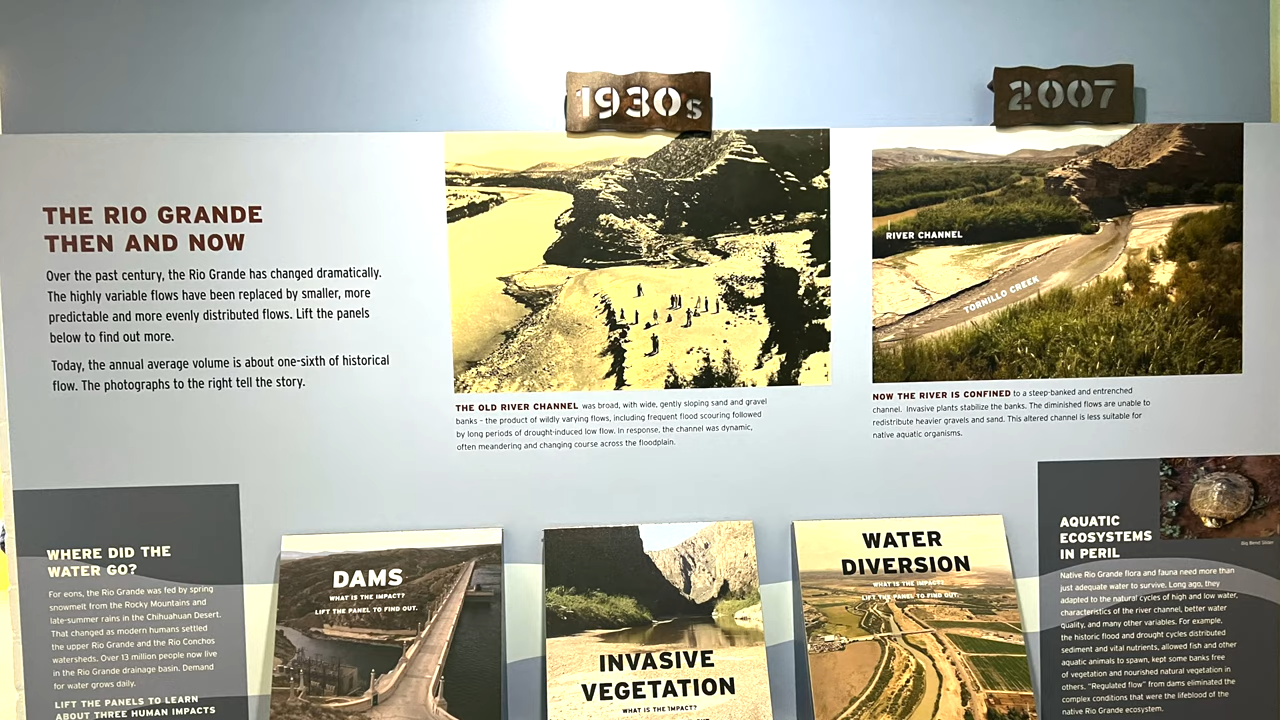 1930s
2007
THE RIO GRANDE
THEN AND NOW
Over the past century, the Rio Grande has changed dramatically.
The highly variable flows have been replaced by smaller, more
predictable and more evenly distributed flows. Lift the panels
below to find out more.
Today, the annual average volume is about one-sixth of historical
flow. The photographs to the right tell the story.
RIVER CHANNEL
TORNILLO CREEK
THE OLD RIVER CHANNEL was broad, with wide, gently sloping sand and gravel
banks – the product of wildly varying flows, including frequent flood scouring followed
by long periods of drought-induced low flow. In response, the channel was dynamic,
often meandering and changing course across the floodplain.
NOW THE RIVER IS CONFINED to a steep-banked and entrenched
channel. Invasive plants stabilize the banks. The diminished flows are unable to
redistribute heavier gravels and sand. This altered channel is less suitable for
native aquatic organisms.
WHERE DID THE
WATER GO?
For eons, the Rio Grande was fed by spring
snowmelt from the Rocky Mountains and
late-summer rains in the Chihuahuan Desert.
That changed as modern humans settled
the upper Rio Grande and the Rio Conchos
watersheds. Over 13 million people now live
in the Rio Grande drainage basin. Demand
for water grows daily.
LIFT THE PANELS TO LEARN
ABOUT THREE HUMAN IMPACTS
DAMS
WHAT IS THE IMPACT?
LIFT THE PANEL TO FIND OUT.
INVASIVE
VEGETATION
WHAT IS THE IMPACT?
WATER
DIVERSION
WHAT IS THE IMPACT?
LIFT THE PANEL TO FIND OUT.
AQUATIC
ECOSYSTEMS
IN PERIL
Big Bend Slider
Native Rio Grande flora and fauna need more than
just adequate water to survive. Long ago, they
adapted to the natural cycles of high and low water,
characteristics of the river channel, better water
quality, and many other variables. For example,
the historic flood and drought cycles distributed
sediment and vital nutrients, allowed fish and other
aquatic animals to spawn, kept some banks free
of vegetation and nourished natural vegetation in
others. "Regulated flow" from dams eliminated the
complex conditions that were the lifeblood of the
native Rio Grande ecosystem.